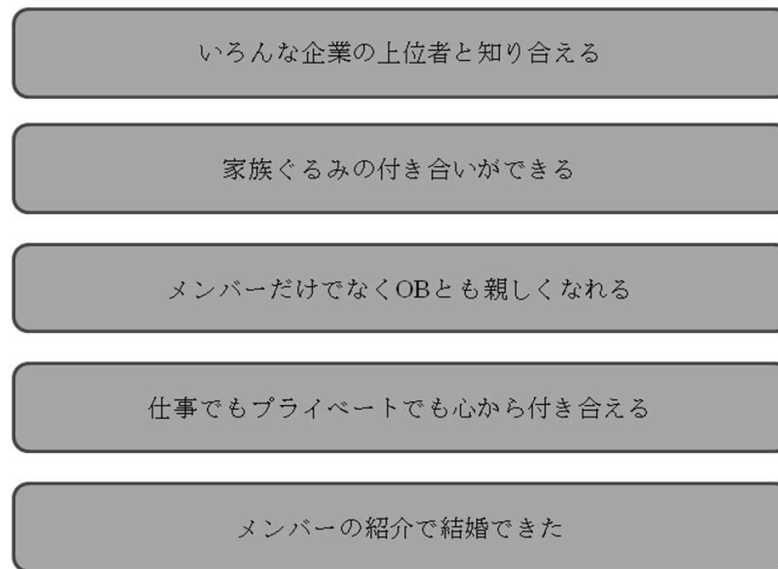 いろんな企業の上位者と知り合える
家族ぐるみの付き合いができる
メンバーだけでなくOBとも親しくなれる
仕事でもプライベートでも心から付き合える
メンバーの紹介で結婚できた